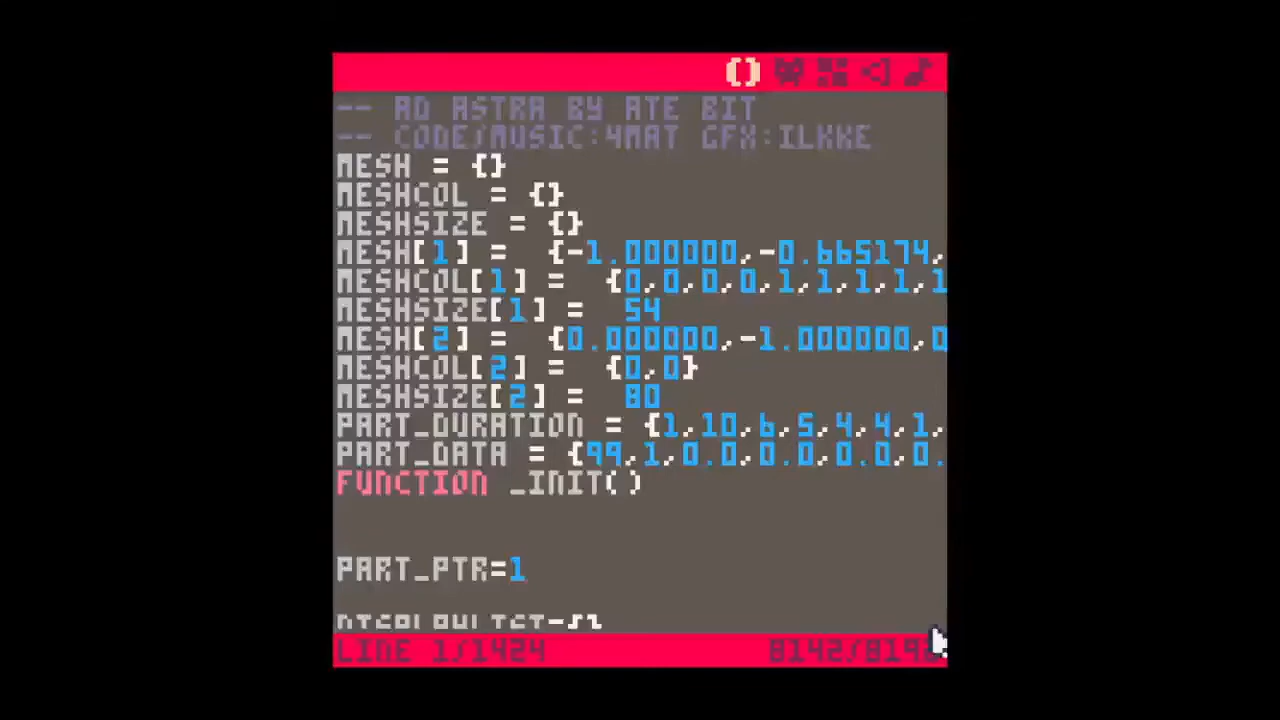 -- AD ASTRA BY ATE BIT
-- CODE/MUSIC:4MAT GFX:ILKKE
MESH = {}
MESHCOL = {}
MESHSIZE = {}
MESH[1] = {-1.000000,-0.665174,
MESHCOL[1] = {0,0,0,0,1,1,1,1,1
MESHSIZE[1] = 54
MESH[2] = {0.000000,-1.000000,0
MESHCOL[2] = {0,0}
MESHSIZE[2] = 80
PART_DURATION = {1,10,6,5,4,4,1,
PART_DATA = {99,1,0.0,0.0,0.0,0.
FUNCTION _INIT()
PART_PTR=1
LINE 1/1424